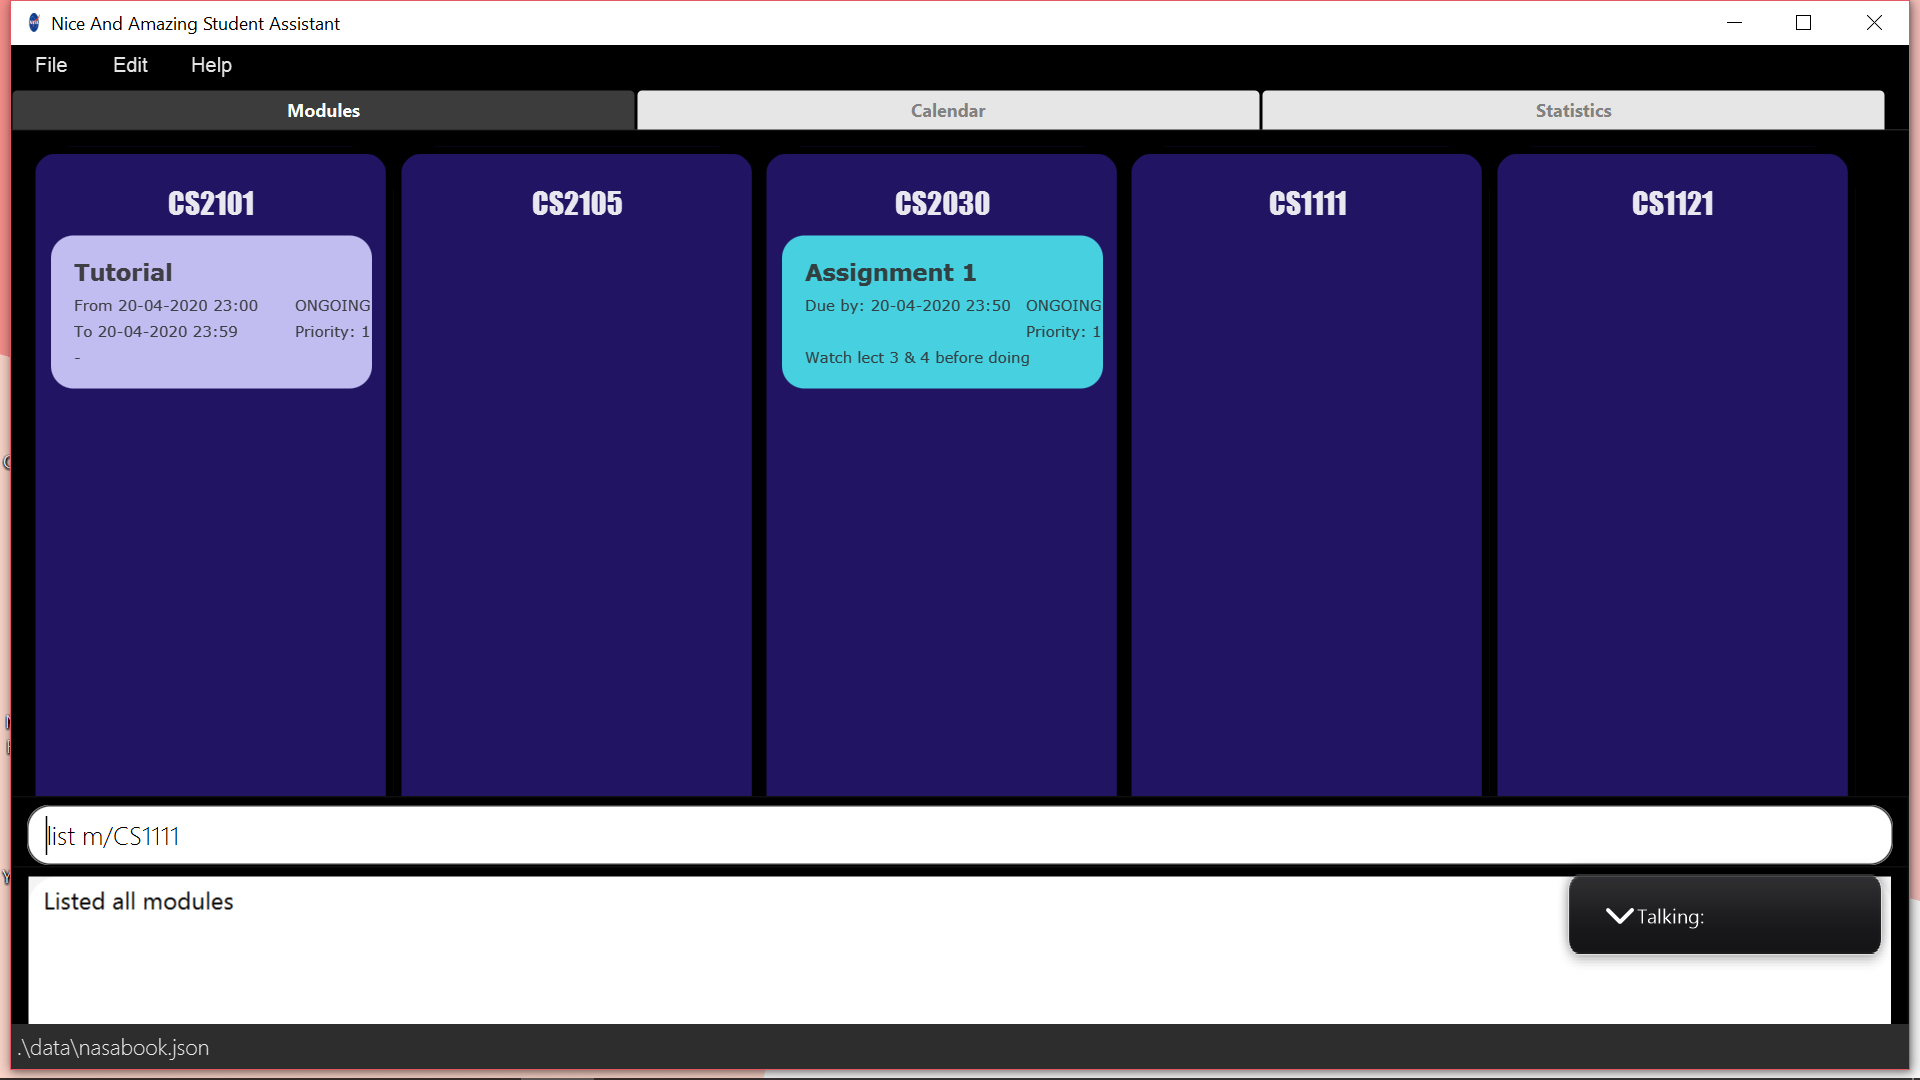 Nice And Amazing Student Assistant
File Edit Help
Modules Calendar Statistics
CS2101 CS2105 CS2030 CS1111 CS1121
Tutorial
From 20-04-2020 23:00 ONGOING
To 20-04-2020 23:59 Priority: 1
-
Assignment 1
Due by: 20-04-2020 23:50 ONGOING
Priority: 1
Watch lect 3 & 4 before doing
list m/CS1111
Listed all modules
Talking:
.\data\nasabook.json